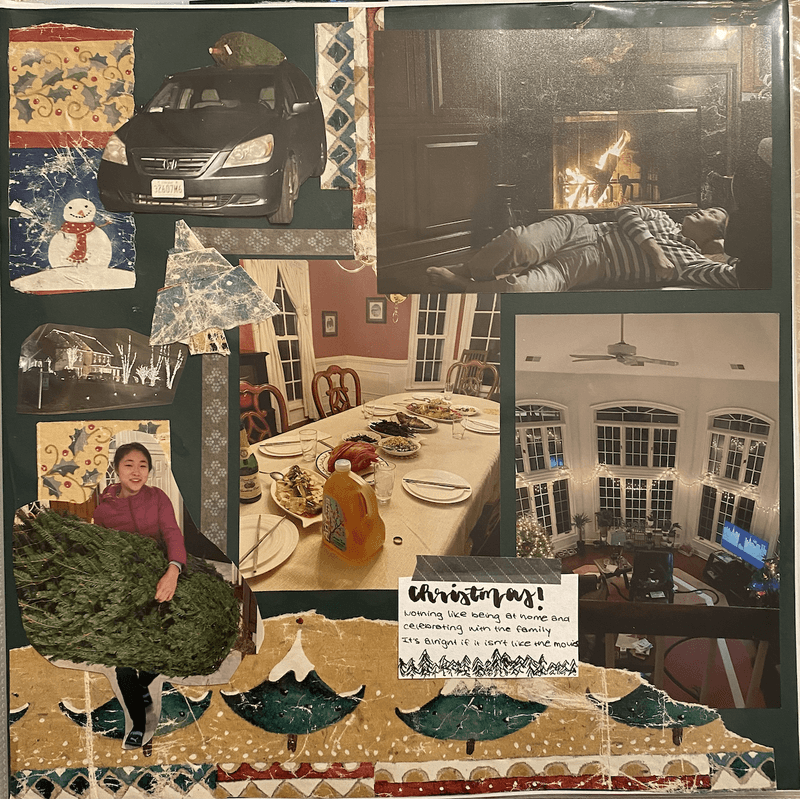 32607M6
Christmas!
Nothing like being at home and
celebrating with the family
It's alright if it isn't like the movies